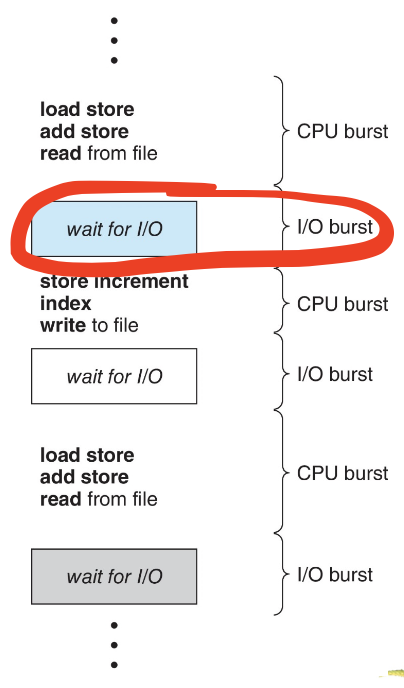 load store
add store
read from file
CPU burst
wait for I/O
I/O burst
store increment
index
write to file
CPU burst
wait for I/O
I/O burst
load store
add store
read from file
CPU burst
wait for I/O
I/O burst